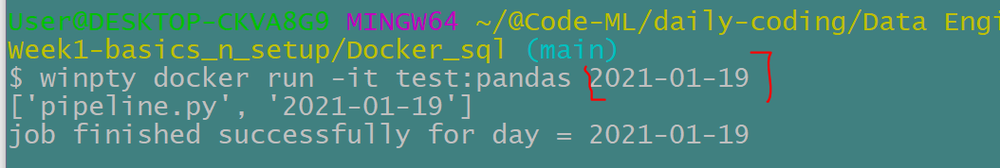 User@DESKTOP-CKVA8G9 MINGW64 ~/@Code-ML/daily-coding/Data Engi
Week1-basics_n_setup/Docker_sql (main)
$ winpty docker run -it test:pandas 2021-01-19
['pipeline.py', '2021-01-19']
job finished successfully for day = 2021-01-19